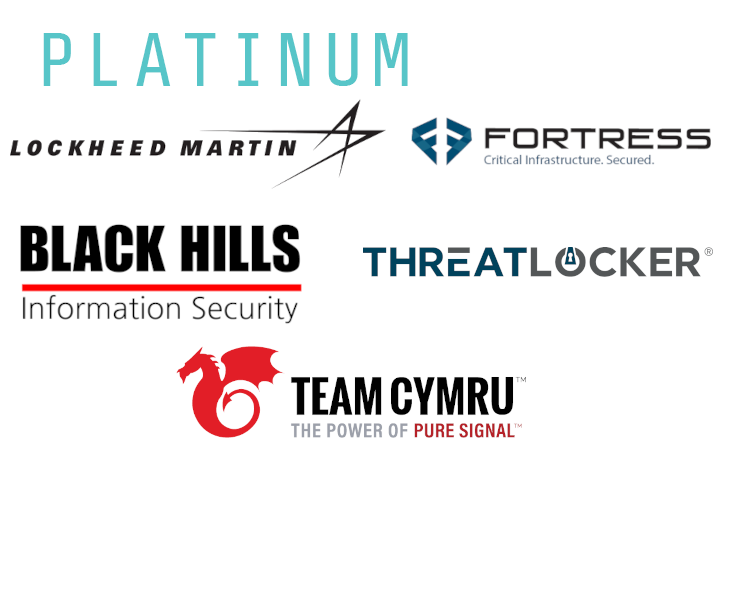 PLATINUM
LOCKHEED MARTIN
FORTRESS
Critical Infrastructure. Secured.
BLACK HILLS
Information Security
THREATLOCKER®
TEAM CYMRU™
THE POWER OF PURE SIGNAL™